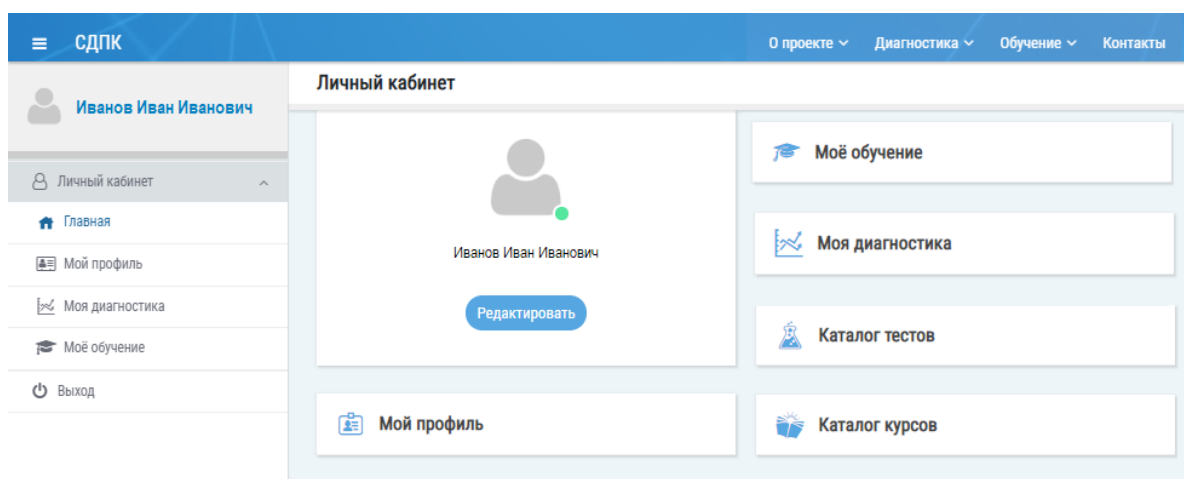 СДПК
О проекте
Диагностика
Обучение
Контакты
Иванов Иван Иванович
Личный кабинет
Главная
Мой профиль
Моя диагностика
Моё обучение
Выход
Личный кабинет
Иванов Иван Иванович
Редактировать
Мой профиль
Моё обучение
Моя диагностика
Каталог тестов
Каталог курсов